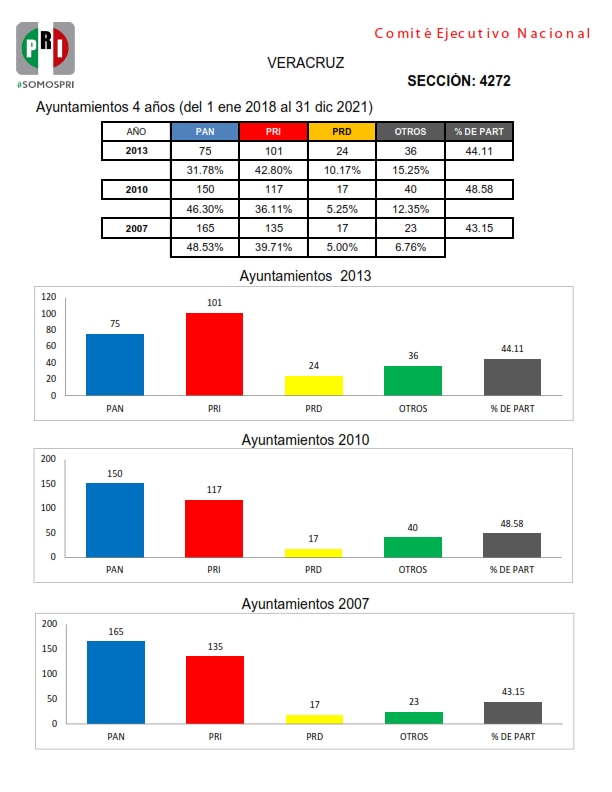 Comité Ejecutivo Nacional
PRI
#SOMOSPRI
VERACRUZ
SECCIÓN: 4272
Ayuntamientos 4 años (del 1 ene 2018 al 31 dic 2021)
AÑO PAN PRI PRD OTROS % DE PART
2013 75 101 24 36 44.11
31.78% 42.80% 10.17% 15.25%
2010 150 117 17 40 48.58
46.30% 36.11% 5.25% 12.35%
2007 165 135 17 23 43.15
48.53% 39.71% 5.00% 6.76%
Ayuntamientos 2013
120
100
80
60
40
20
0
75 101 24 36 44.11
PAN PRI PRD OTROS % DE PART
Ayuntamientos 2010
200
150
100
50
0
150 117 17 40 48.58
PAN PRI PRD OTROS % DE PART
Ayuntamientos 2007
200
150
100
50
0
165 135 17 23 43.15
PAN PRI PRD OTROS % DE PART